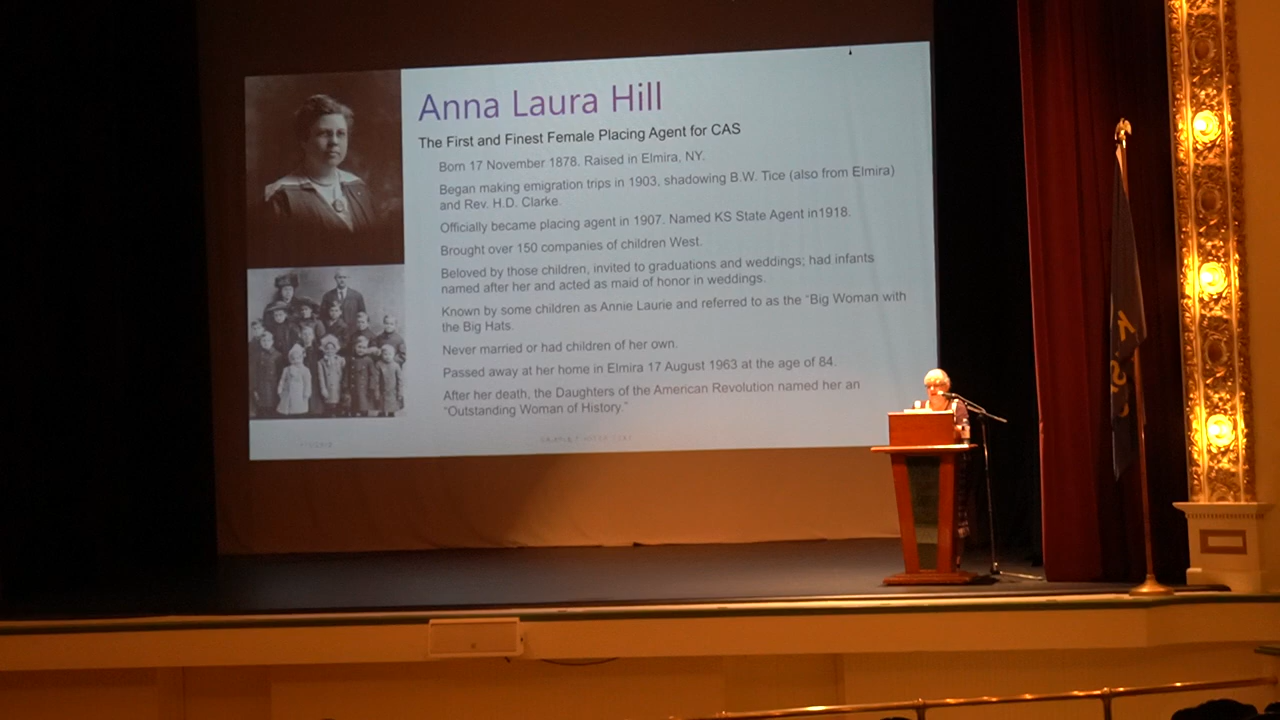 Anna Laura Hill
The First and Finest Female Placing Agent for CAS
Born 17 November 1878. Raised in Elmira, NY.
Began making emigration trips in 1903, shadowing B.W. Tice (also from Elmira)
and Rev. H.D. Clarke.
Officially became placing agent in 1907. Named KS State Agent in1918.
Brought over 150 companies of children West.
Beloved by those children, invited to graduations and weddings; had infants
named after her and acted as maid of honor in weddings.
Known by some children as Annie Laurie and referred to as the “Big Woman with
the Big Hats.
Never married or had children of her own.
Passed away at her home in Elmira 17 August 1963 at the age of 84.
After her death, the Daughters of the American Revolution named her an
“Outstanding Woman of History.”